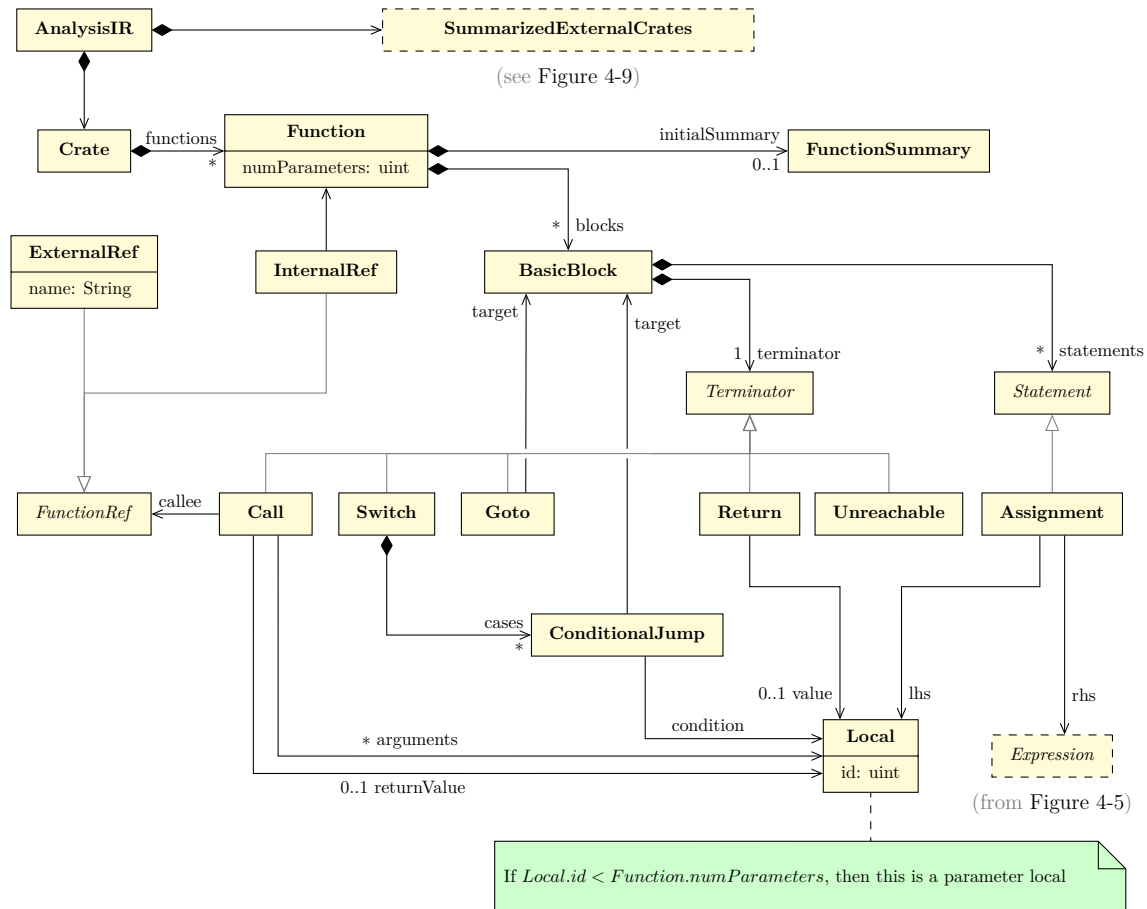 AnalysisIR
SummarizedExternalCrates
(see Figure 4-9)
Crate
functions
*
Function
numParameters: uint
initialSummary
0..1
FunctionSummary
* blocks
ExternalRef
name: String
InternalRef
BasicBlock
target
target
1 terminator
* statements
Terminator
Statement
FunctionRef
callee
Call
Switch
Goto
Return
Unreachable
Assignment
cases
*
ConditionalJump
0..1 value
lhs
rhs
condition
* arguments
0..1 returnValue
Local
id: uint
Expression
(from Figure 4-5)
If Local.id < Function.numParameters, then this is a parameter local